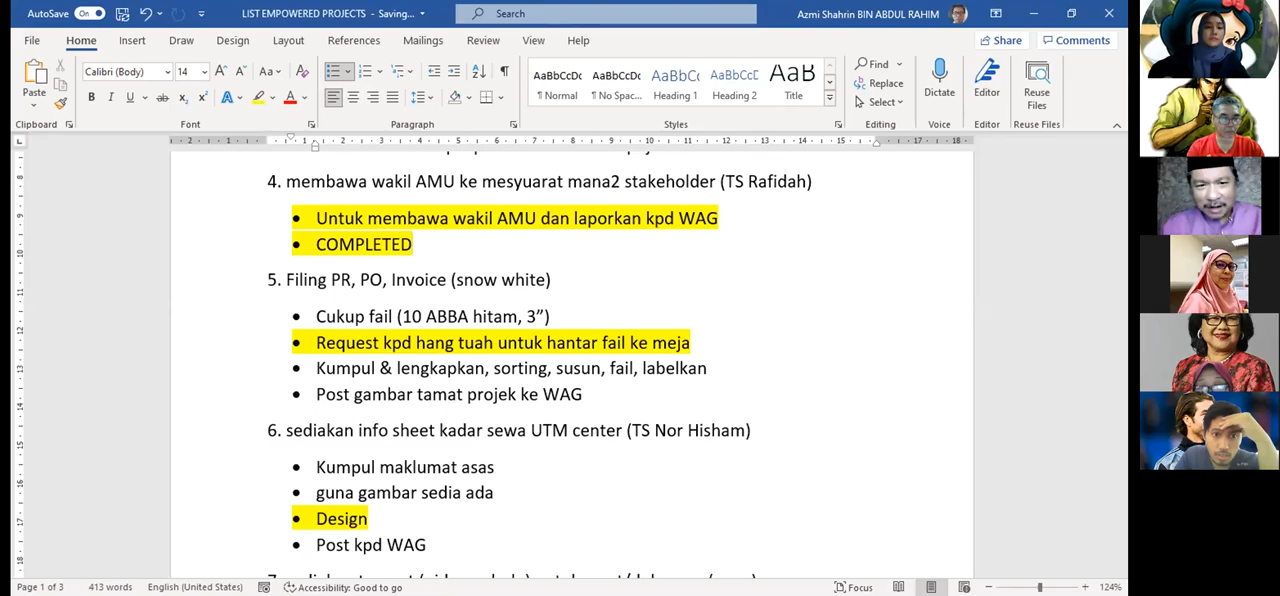 AutoSave On
LIST EMPOWERED PROJECTS - Saving...
Search
Azmi Shahrin BIN ABDUL RAHIM
File Home Insert Draw Design Layout References Mailings Review View Help
Share Comments
Paste
Calibri (Body) 14
Clipboard
Font
Paragraph
AaBbCcDc AaBbCcDc AaBbCc AaBbCcD AaB
¶ Normal ¶ No Spac... Heading 1 Heading 2 Title
Styles
Find
Replace
Select
Editing
Dictate
Voice
Editor
Editor
Reuse Files
Reuse Files
4. membawa wakil AMU ke mesyuarat mana2 stakeholder (TS Rafidah)
• Untuk membawa wakil AMU dan laporkan kpd WAG
• COMPLETED
5. Filing PR, PO, Invoice (snow white)
• Cukup fail (10 ABBA hitam, 3”)
• Request kpd hang tuah untuk hantar fail ke meja
• Kumpul & lengkapkan, sorting, susun, fail, labelkan
• Post gambar tamat projek ke WAG
6. sediakan info sheet kadar sewa UTM center (TS Nor Hisham)
• Kumpul maklumat asas
• guna gambar sedia ada
• Design
• Post kpd WAG
Page 1 of 3 413 words English (United States) Accessibility: Good to go Focus 124%